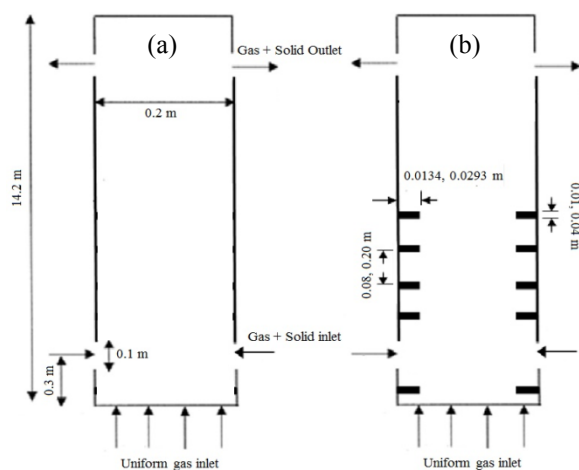 (a)
(b)
Gas + Solid Outlet
0.2 m
14.2 m
0.0134, 0.0293 m
0.01, 0.04 m
0.08, 0.20 m
Gas + Solid inlet
0.1 m
0.3 m
Uniform gas inlet
Uniform gas inlet